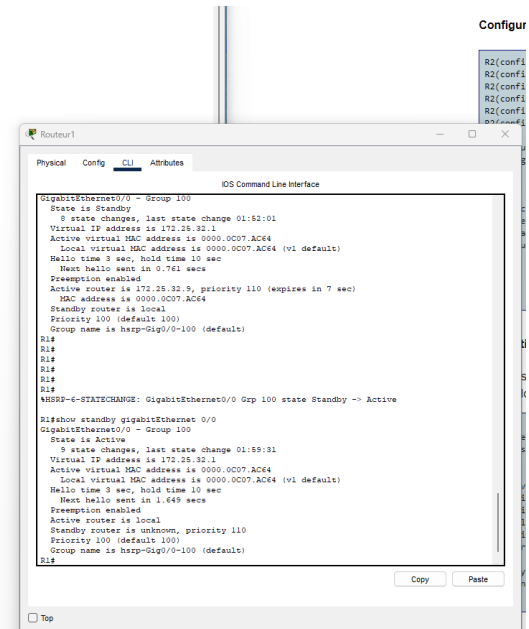 Configur
R2(confi
R2(confi
R2(confi
R2(confi
R2(confi
R2(confi
Routeur1
Physical Config CLI Attributes
IOS Command Line Interface
GigabitEthernet0/0 - Group 100
State is Standby
8 state changes, last state change 01:52:01
Virtual IP address is 172.25.32.1
Active virtual MAC address is 0000.0C07.AC64
Local virtual MAC address is 0000.0C07.AC64 (v1 default)
Hello time 3 sec, hold time 10 sec
Next hello sent in 0.761 secs
Preemption enabled
Active router is 172.25.32.9, priority 110 (expires in 7 sec)
MAC address is 0000.0C07.AC64
Standby router is local
Priority 100 (default 100)
Group name is hsrp-Gig0/0-100 (default)
R1#
R1#
R1#
R1#
R1#
%HSRP-6-STATECHANGE: GigabitEthernet0/0 Grp 100 state Standby -> Active
R1#show standby gigabitEthernet 0/0
GigabitEthernet0/0 - Group 100
State is Active
9 state changes, last state change 01:59:31
Virtual IP address is 172.25.32.1
Active virtual MAC address is 0000.0C07.AC64
Local virtual MAC address is 0000.0C07.AC64 (v1 default)
Hello time 3 sec, hold time 10 sec
Next hello sent in 1.649 secs
Preemption enabled
Active router is local
Standby router is unknown, priority 110
Priority 100 (default 100)
Group name is hsrp-Gig0/0-100 (default)
R1#
Copy Paste
Top